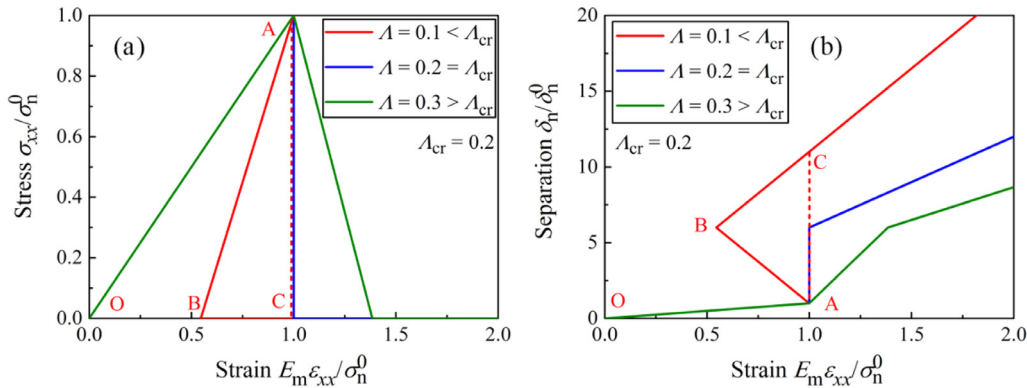 (a)
A
Λ = 0.1 < Λcr
Λ = 0.2 = Λcr
Λ = 0.3 > Λcr
Λcr = 0.2
O
B
C
1.0
0.8
0.6
0.4
0.2
0.0
0.0 0.5 1.0 1.5 2.0
Stress σxx/σn0
Strain Emεxx/σn0
Λ = 0.1 < Λcr
Λ = 0.2 = Λcr
Λ = 0.3 > Λcr
(b)
Λcr = 0.2
C
B
A
O
20
15
10
5
0
0.0 0.5 1.0 1.5 2.0
Separation δn/δn0
Strain Emεxx/σn0